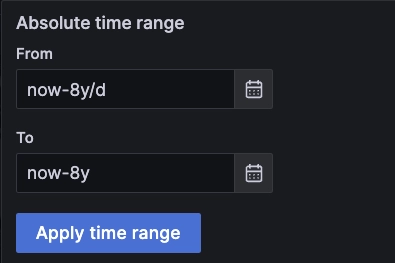 Absolute time range
From
now-8y/d
To
now-8y
Apply time range